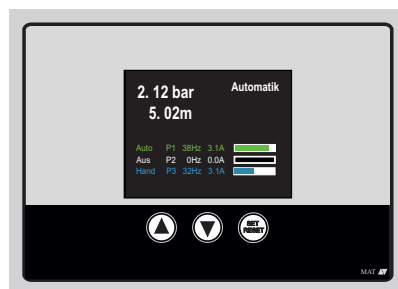 2. 12 bar Automatik
5. 02m
Auto P1 38Hz 3.1A
Aus P2 0Hz 0.0A
Hand P3 32Hz 3.1A
SET
RESET
MAT